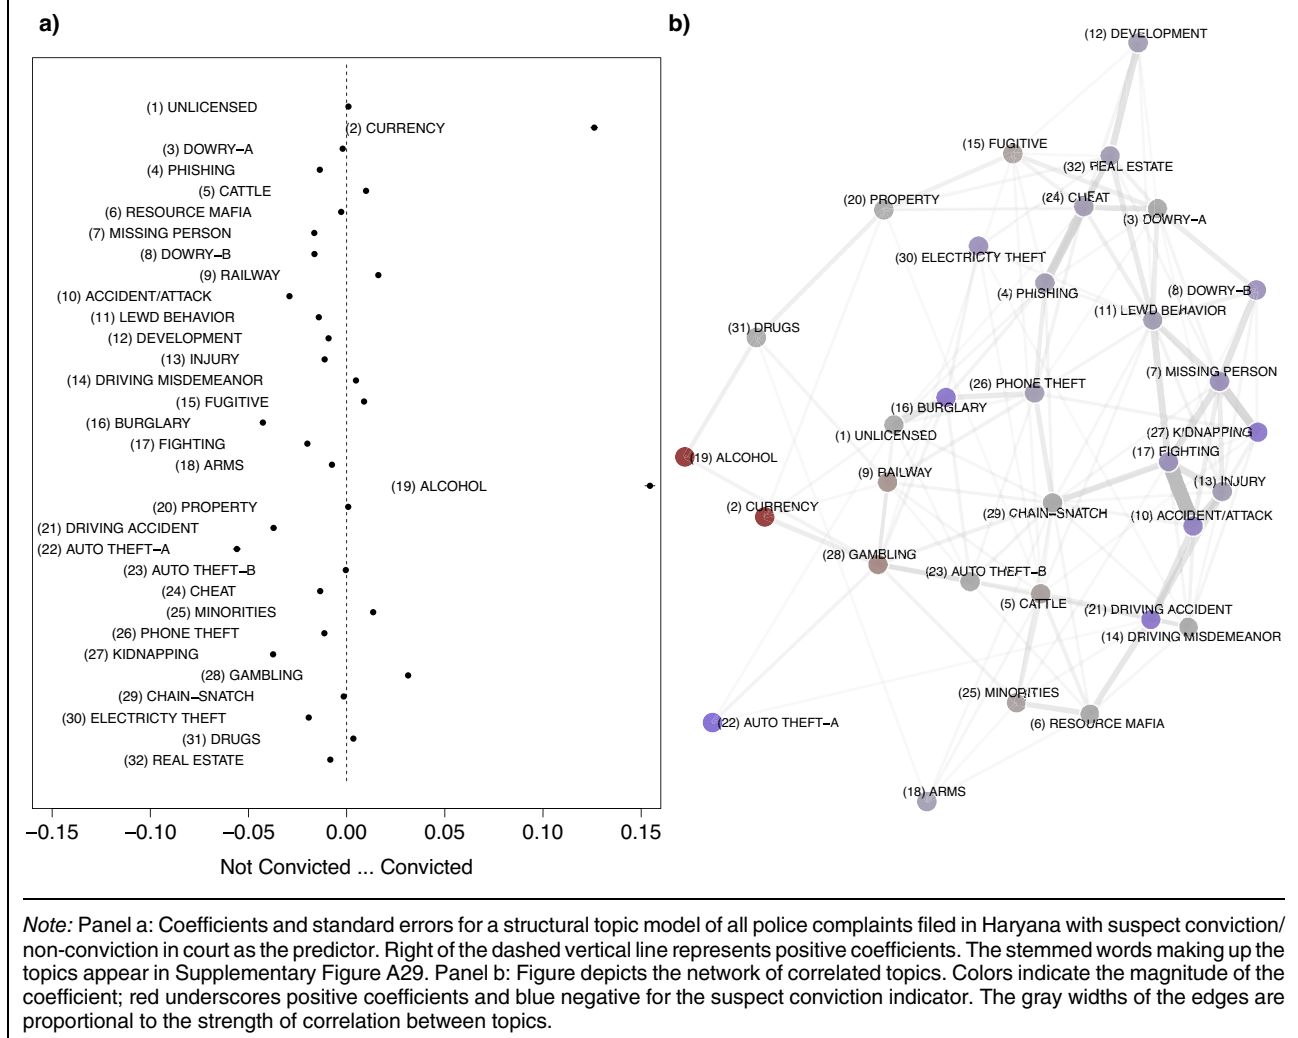 a)
(1) UNLICENSED
(2) CURRENCY
(3) DOWRY−A
(4) PHISHING
(5) CATTLE
(6) RESOURCE MAFIA
(7) MISSING PERSON
(8) DOWRY−B
(9) RAILWAY
(10) ACCIDENT/ATTACK
(11) LEWD BEHAVIOR
(12) DEVELOPMENT
(13) INJURY
(14) DRIVING MISDEMEANOR
(15) FUGITIVE
(16) BURGLARY
(17) FIGHTING
(18) ARMS
(19) ALCOHOL
(20) PROPERTY
(21) DRIVING ACCIDENT
(22) AUTO THEFT−A
(23) AUTO THEFT−B
(24) CHEAT
(25) MINORITIES
(26) PHONE THEFT
(27) KIDNAPPING
(28) GAMBLING
(29) CHAIN−SNATCH
(30) ELECTRICTY THEFT
(31) DRUGS
(32) REAL ESTATE
−0.15 −0.10 −0.05 0.00 0.05 0.10 0.15
Not Convicted ... Convicted
b)
(12) DEVELOPMENT
(15) FUGITIVE
(32) REAL ESTATE
(20) PROPERTY
(24) CHEAT
(3) DOWRY−A
(30) ELECTRICTY THEFT
(4) PHISHING
(8) DOWRY−B
(11) LEWD BEHAVIOR
(31) DRUGS
(7) MISSING PERSON
(26) PHONE THEFT
(16) BURGLARY
(27) KIDNAPPING
(1) UNLICENSED
(17) FIGHTING
(19) ALCOHOL
(9) RAILWAY
(13) INJURY
(2) CURRENCY
(29) CHAIN−SNATCH
(10) ACCIDENT/ATTACK
(28) GAMBLING
(23) AUTO THEFT−B
(5) CATTLE
(21) DRIVING ACCIDENT
(14) DRIVING MISDEMEANOR
(25) MINORITIES
(22) AUTO THEFT−A
(6) RESOURCE MAFIA
(18) ARMS
Note: Panel a: Coefficients and standard errors for a structural topic model of all police complaints filed in Haryana with suspect conviction/
non-conviction in court as the predictor. Right of the dashed vertical line represents positive coefficients. The stemmed words making up the
topics appear in Supplementary Figure A29. Panel b: Figure depicts the network of correlated topics. Colors indicate the magnitude of the
coefficient; red underscores positive coefficients and blue negative for the suspect conviction indicator. The gray widths of the edges are
proportional to the strength of correlation between topics.